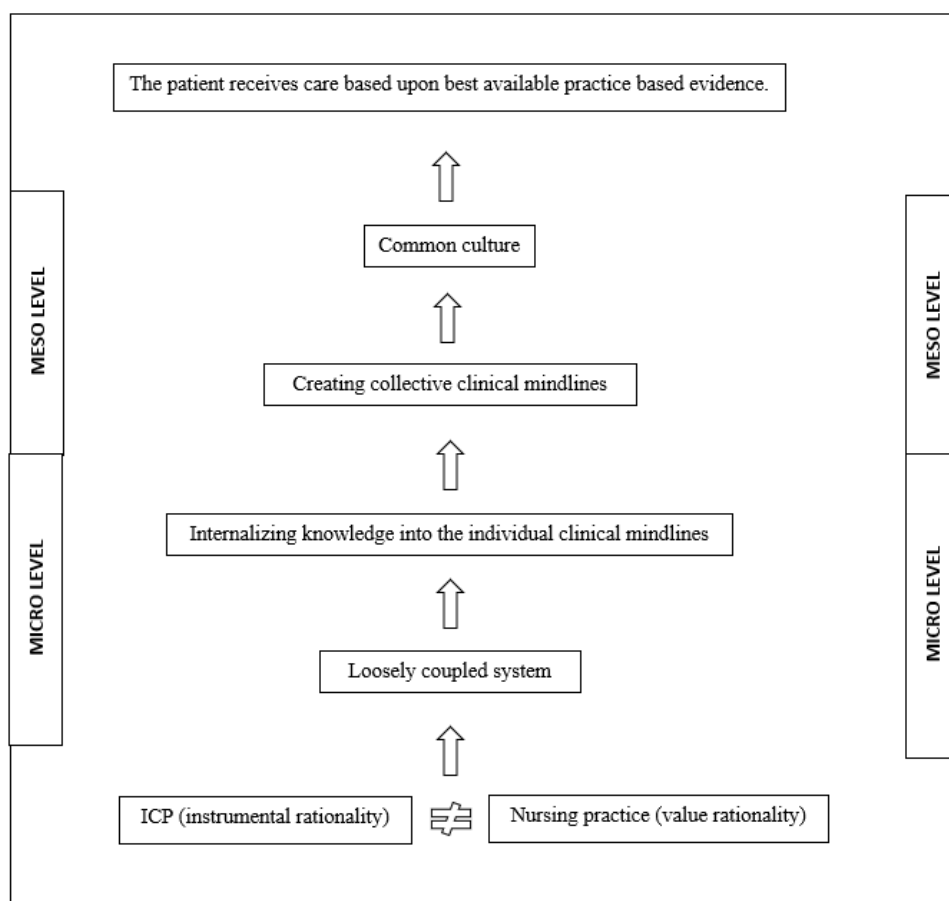 The patient receives care based upon best available practice based evidence.
Common culture
MESO LEVEL
MESO LEVEL
Creating collective clinical mindlines
Internalizing knowledge into the individual clinical mindlines
MICRO LEVEL
MICRO LEVEL
Loosely coupled system
ICP (instrumental rationality) ≠ Nursing practice (value rationality)